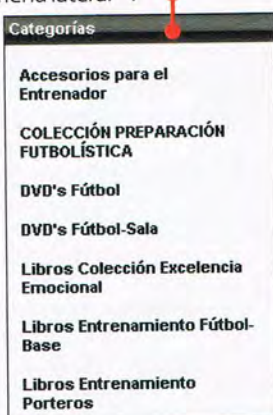 Categorías
Accesorios para el
Entrenador
COLECCIÓN PREPARACIÓN
FUTBOLÍSTICA
DVD's Fútbol
DVD's Fútbol-Sala
Libros Colección Excelencia
Emocional
Libros Entrenamiento Fútbol-
Base
Libros Entrenamiento
Porteros